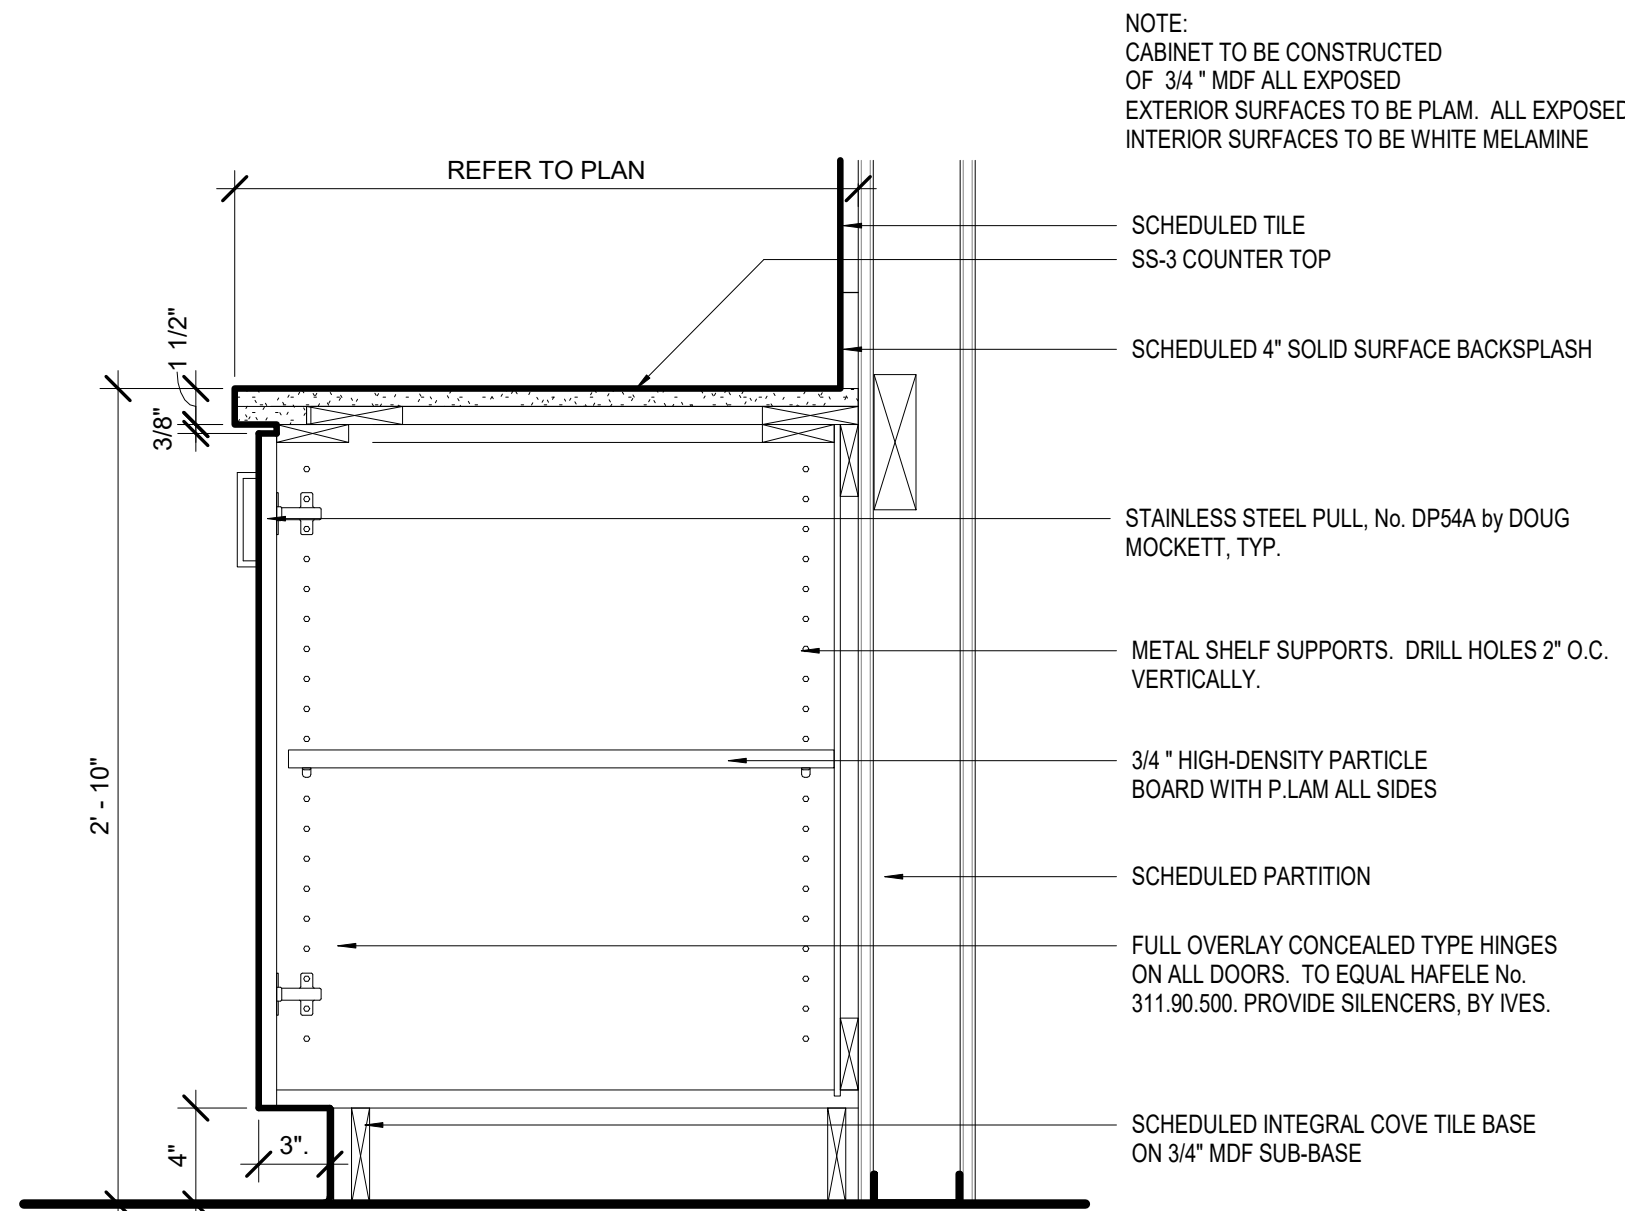 NOTE:
CABINET TO BE CONSTRUCTED
OF 3/4 " MDF ALL EXPOSED
EXTERIOR SURFACES TO BE PLAM. ALL EXPOSED
INTERIOR SURFACES TO BE WHITE MELAMINE
REFER TO PLAN
SCHEDULED TILE
SS-3 COUNTER TOP
1 1/2"
SCHEDULED 4" SOLID SURFACE BACKSPLASH
3/8"
STAINLESS STEEL PULL, No. DP54A by DOUG
MOCKETT, TYP.
METAL SHELF SUPPORTS. DRILL HOLES 2" O.C.
VERTICALLY.
2' - 10"
3/4 " HIGH-DENSITY PARTICLE
BOARD WITH P.LAM ALL SIDES
SCHEDULED PARTITION
FULL OVERLAY CONCEALED TYPE HINGES
ON ALL DOORS. TO EQUAL HAFELE No.
311.90.500. PROVIDE SILENCERS, BY IVES.
4"
3".
SCHEDULED INTEGRAL COVE TILE BASE
ON 3/4" MDF SUB-BASE